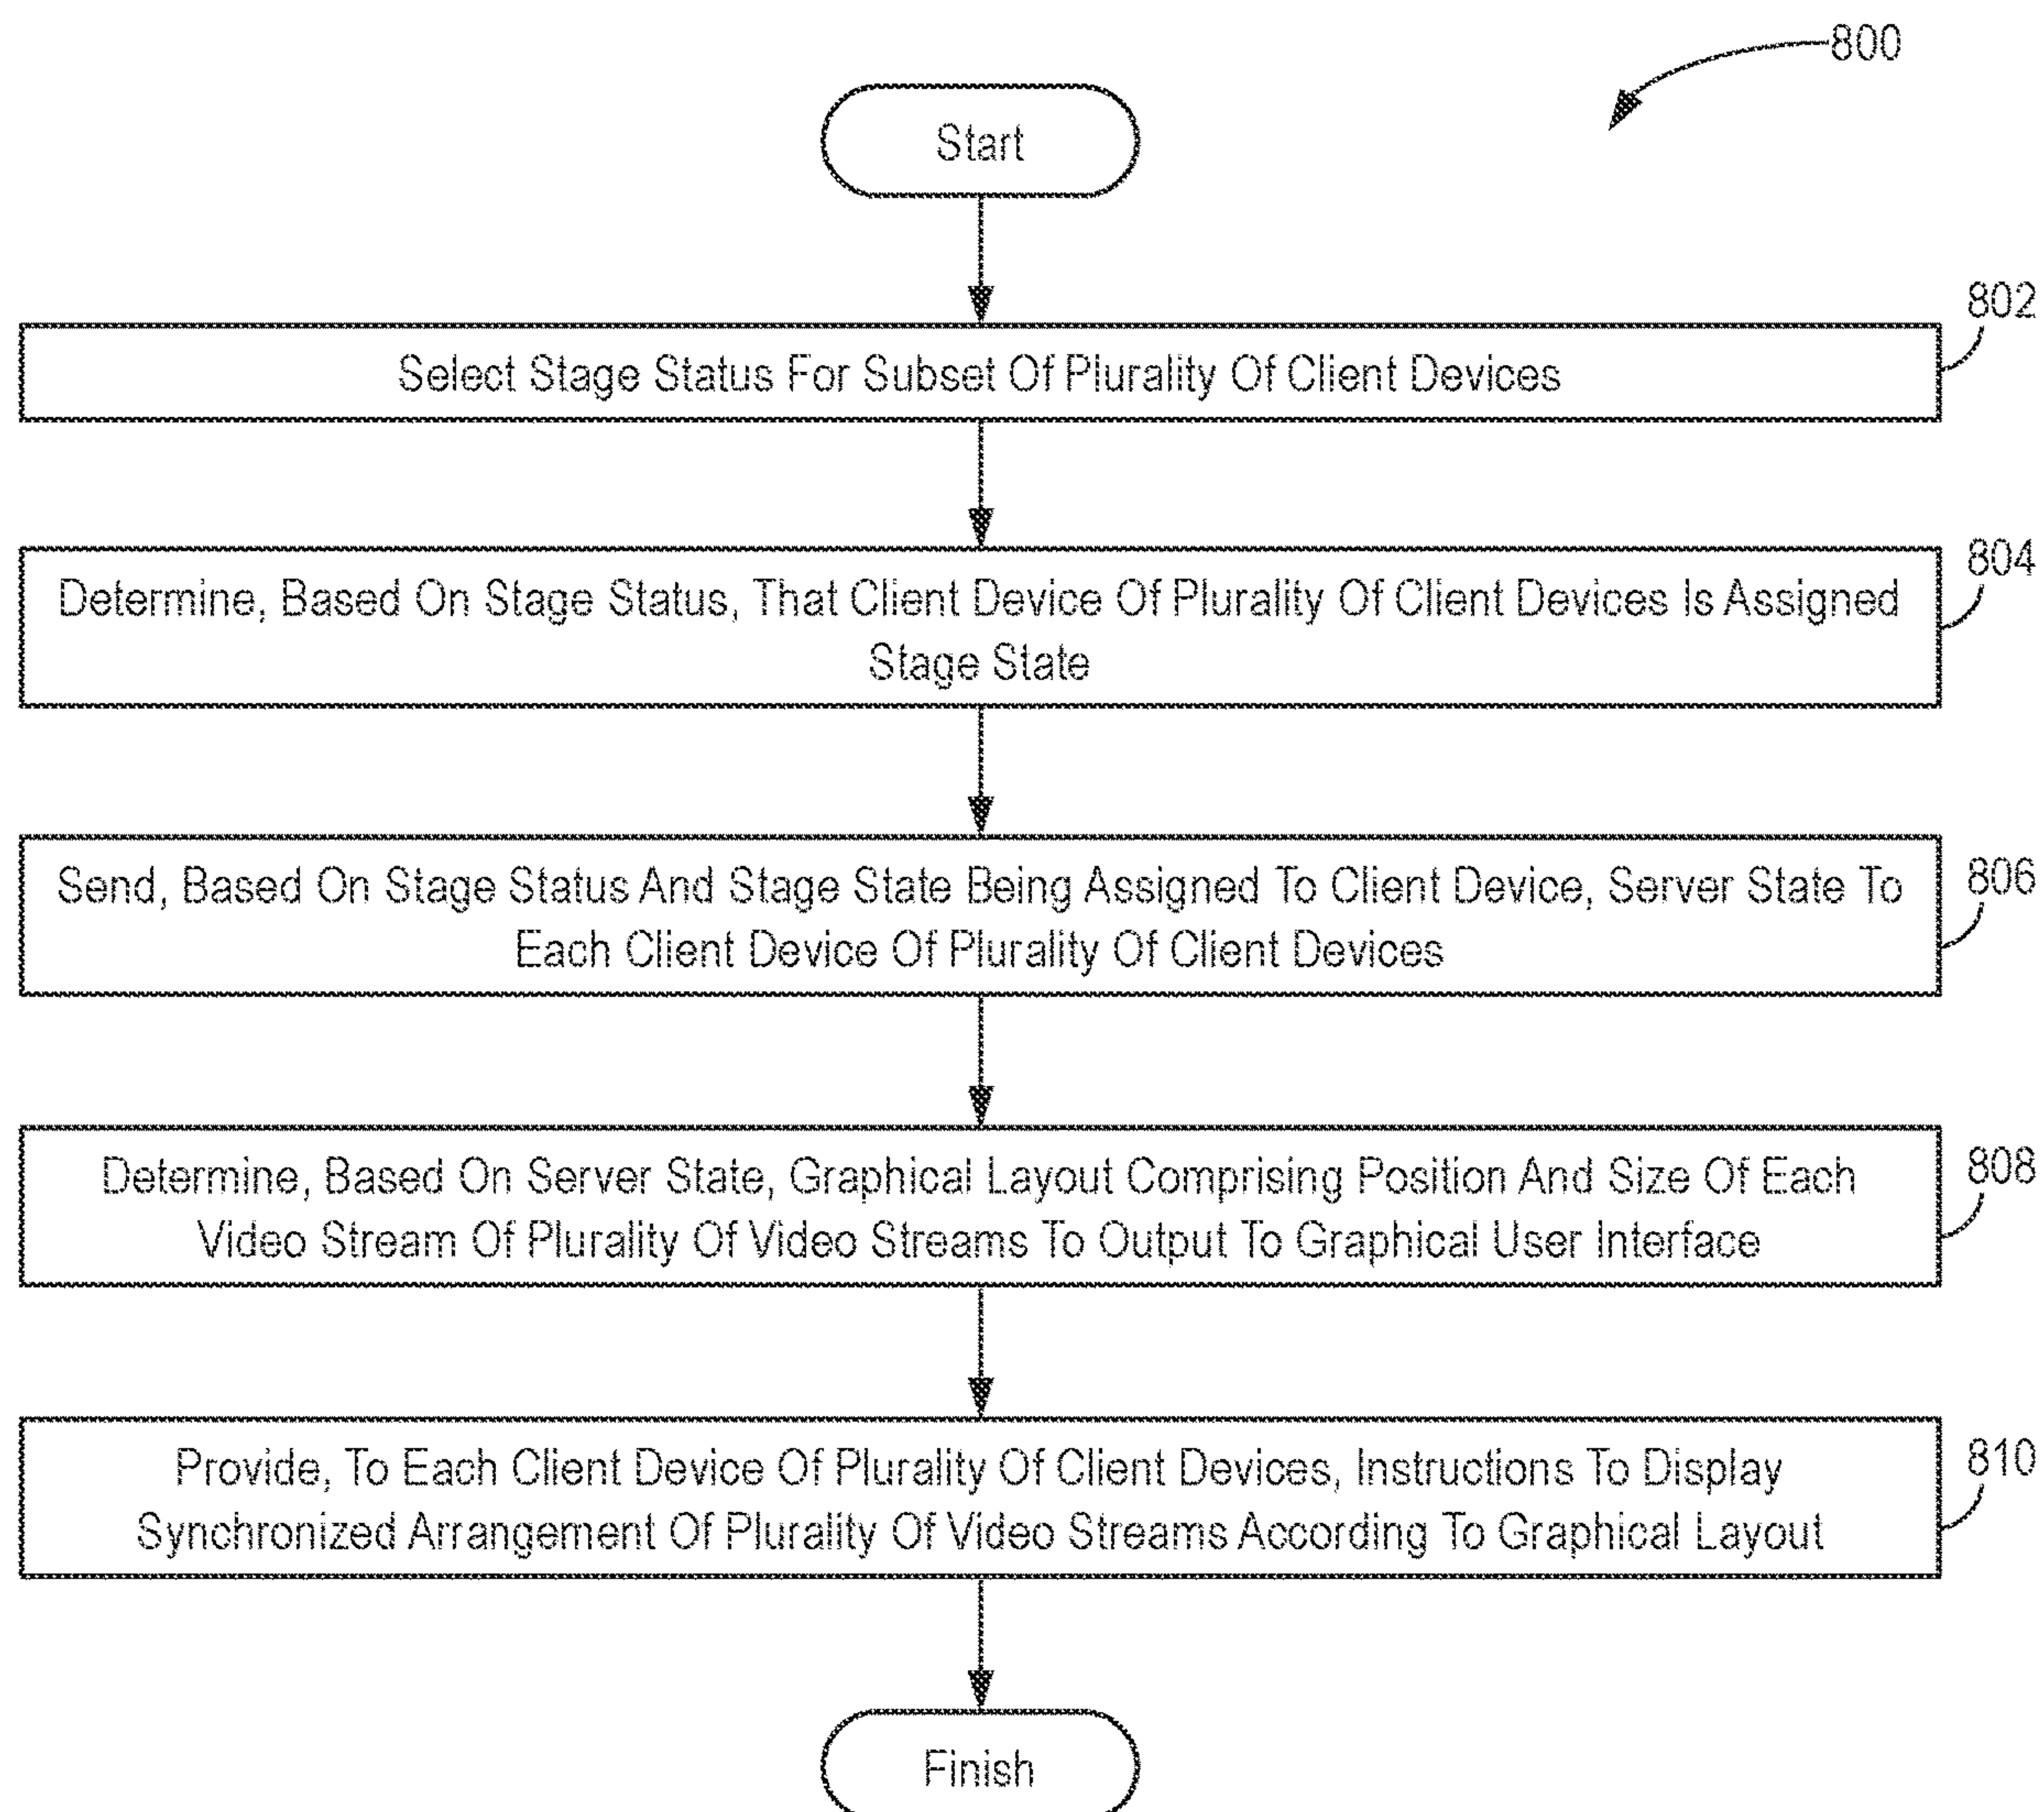 800
Start
802
Select Stage Status For Subset Of Plurality Of Client Devices
804
Determine, Based On Stage Status, That Client Device Of Plurality Of Client Devices Is Assigned
Stage State
806
Send, Based On Stage Status And Stage State Being Assigned To Client Device, Server State To
Each Client Device Of Plurality Of Client Devices
808
Determine, Based On Server State, Graphical Layout Comprising Position And Size Of Each
Video Stream Of Plurality Of Video Streams To Output To Graphical User Interface
810
Provide, To Each Client Device Of Plurality Of Client Devices, Instructions To Display
Synchronized Arrangement Of Plurality Of Video Streams According To Graphical Layout
Finish